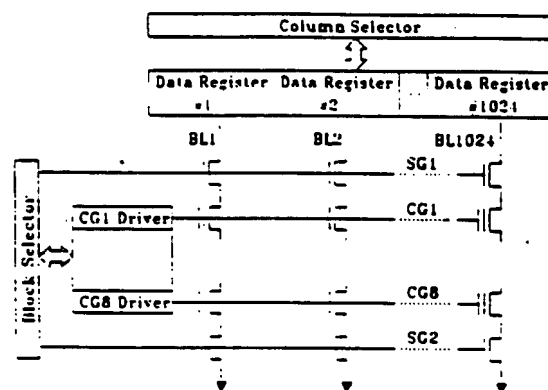 Column Selector
Data Register Data Register Data Register
#1 #2 #1024
BL1 BL2 BL1024
SG1
CG1 Driver CG1
Block Selector
CG8 Driver CG8
SG2